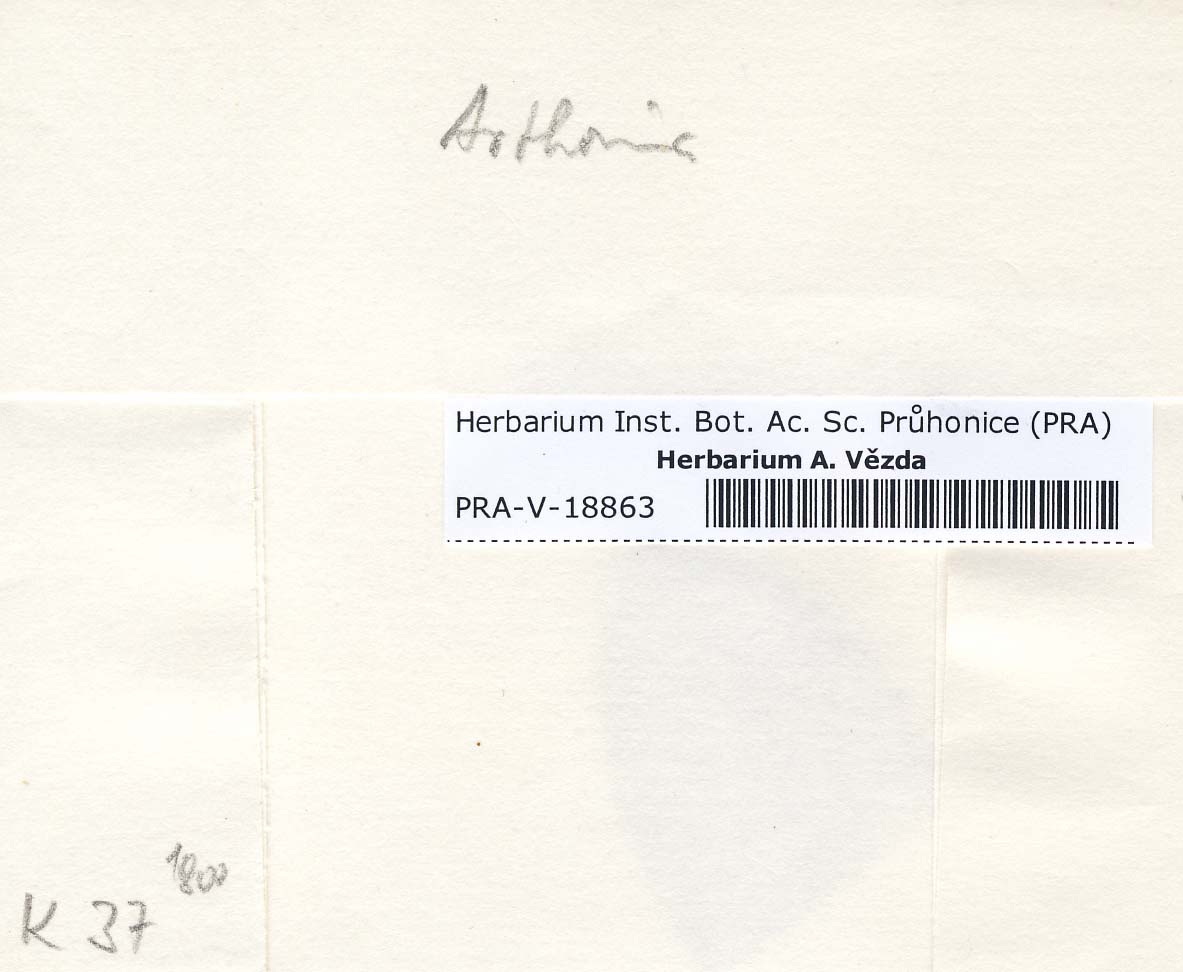 Arthonia
Herbarium Inst. Bot. Ac. Sc. Průhonice (PRA)
Herbarium A. Vězda
PRA-V-18863
1800
K 37